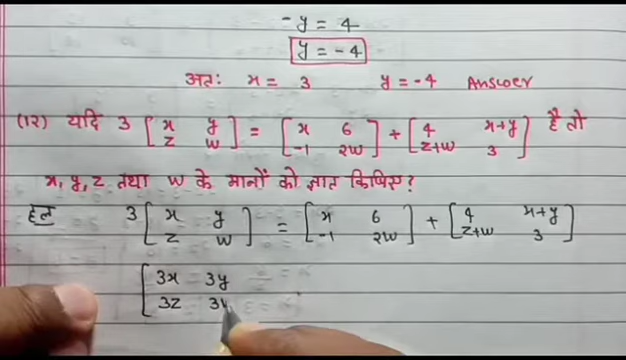 -y = 4
y = -4
अतः x = 3 y = -4 Answer
(12) यदि 3 [x y z w] = [x 6 -1 2w] + [4 x+y z+w 3] है तो
x, y, z तथा w के मानों को ज्ञात किजिए?
हल 3 [x y z w] = [x 6 -1 2w] + [4 x+y z+w 3]
[3x 3y
3z